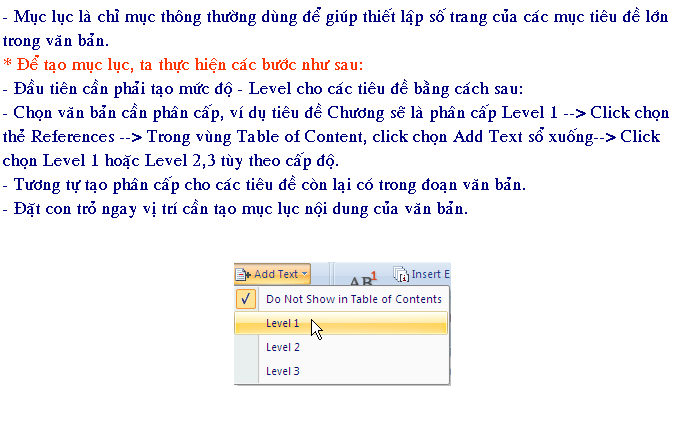 - Mục lục là chỉ mục thông thường dùng để giúp thiết lập số trang của các mục tiêu đề lớn
trong văn bản.
* Để tạo mục lục, ta thực hiện các bước như sau:
- Đầu tiên cần phải tạo mức độ - Level cho các tiêu đề bằng cách sau:
- Chọn văn bản cần phân cấp, ví dụ tiêu đề Chương sẽ là phân cấp Level 1 --> Click chọn
thẻ References --> Trong vùng Table of Content, click chọn Add Text sổ xuống--> Click
chọn Level 1 hoặc Level 2,3 tùy theo cấp độ.
- Tương tự tạo phân cấp cho các tiêu đề còn lại có trong đoạn văn bản.
- Đặt con trỏ ngay vị trí cần tạo mục lục nội dung của văn bản.
Add Text AB1 Insert E
Do Not Show in Table of Contents
Level 1
Level 2
Level 3